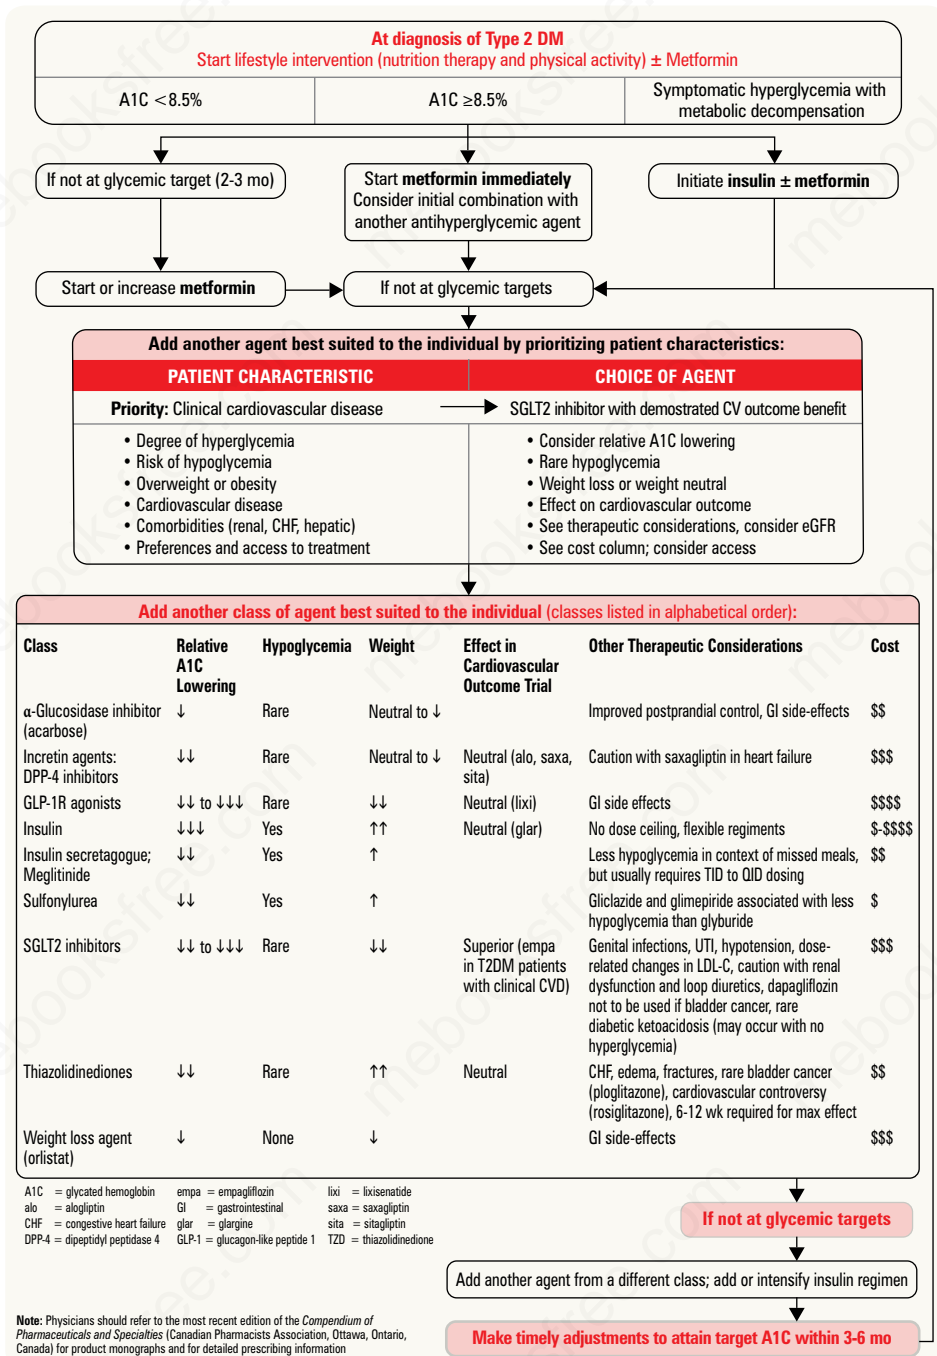 At diagnosis of Type 2 DM
Start lifestyle intervention (nutrition therapy and physical activity) ± Metformin
A1C <8.5%
A1C ≥8.5%
Symptomatic hyperglycemia with
metabolic decompensation
If not at glycemic target (2-3 mo)
Start metformin immediately
Consider initial combination with
another antihyperglycemic agent
Initiate insulin ± metformin
Start or increase metformin
If not at glycemic targets
Add another agent best suited to the individual by prioritizing patient characteristics:
PATIENT CHARACTERISTIC
CHOICE OF AGENT
Priority: Clinical cardiovascular disease
SGLT2 inhibitor with demostrated CV outcome benefit
• Degree of hyperglycemia
• Risk of hypoglycemia
• Overweight or obesity
• Cardiovascular disease
• Comorbidities (renal, CHF, hepatic)
• Preferences and access to treatment
• Consider relative A1C lowering
• Rare hypoglycemia
• Weight loss or weight neutral
• Effect on cardiovascular outcome
• See therapeutic considerations, consider eGFR
• See cost column; consider access
Add another class of agent best suited to the individual (classes listed in alphabetical order):
Class Relative Hypoglycemia Weight Effect in Other Therapeutic Considerations Cost
A1C Cardiovascular
Lowering Outcome Trial
α-Glucosidase inhibitor ↓ Rare Neutral to ↓ Improved postprandial control, GI side-effects $$
(acarbose)
Incretin agents: ↓↓ Rare Neutral to ↓ Neutral (alo, saxa, Caution with saxagliptin in heart failure $$$
DPP-4 inhibitors sita)
GLP-1R agonists ↓↓ to ↓↓↓ Rare ↓↓ Neutral (lixi) GI side effects $$$$
Insulin ↓↓↓ Yes ↑↑ Neutral (glar) No dose ceiling, flexible regiments $-$$$$
Insulin secretagogue; ↓↓ Yes ↑ Less hypoglycemia in context of missed meals, $$
Meglitinide but usually requires TID to QID dosing
Sulfonylurea ↓↓ Yes ↑ Gliclazide and glimepiride associated with less $
hypoglycemia than glyburide
SGLT2 inhibitors ↓↓ to ↓↓↓ Rare ↓↓ Superior (empa Genital infections, UTI, hypotension, dose- $$$
in T2DM patients related changes in LDL-C, caution with renal
with clinical CVD) dysfunction and loop diuretics, dapagliflozin
not to be used if bladder cancer, rare
diabetic ketoacidosis (may occur with no
hyperglycemia)
Thiazolidinediones ↓↓ Rare ↑↑ Neutral CHF, edema, fractures, rare bladder cancer $$
(ploglitazone), cardiovascular controversy
(rosiglitazone), 6-12 wk required for max effect
Weight loss agent ↓ None ↓ GI side-effects $$$
(orlistat)
A1C = glycated hemoglobin empa = empagliflozin lixi = lixisenatide
alo = alogliptin GI = gastrointestinal saxa = saxagliptin
CHF = congestive heart failure glar = glargine sita = sitagliptin
DPP-4 = dipeptidyl peptidase 4 GLP-1 = glucagon-like peptide 1 TZD = thiazolidinedione
If not at glycemic targets
Add another agent from a different class; add or intensify insulin regimen
Make timely adjustments to attain target A1C within 3-6 mo
Note: Physicians should refer to the most recent edition of the Compendium of
Pharmaceuticals and Specialties (Canadian Pharmacists Association, Ottawa, Ontario,
Canada) for product monographs and for detailed prescribing information
mebooksfree.com